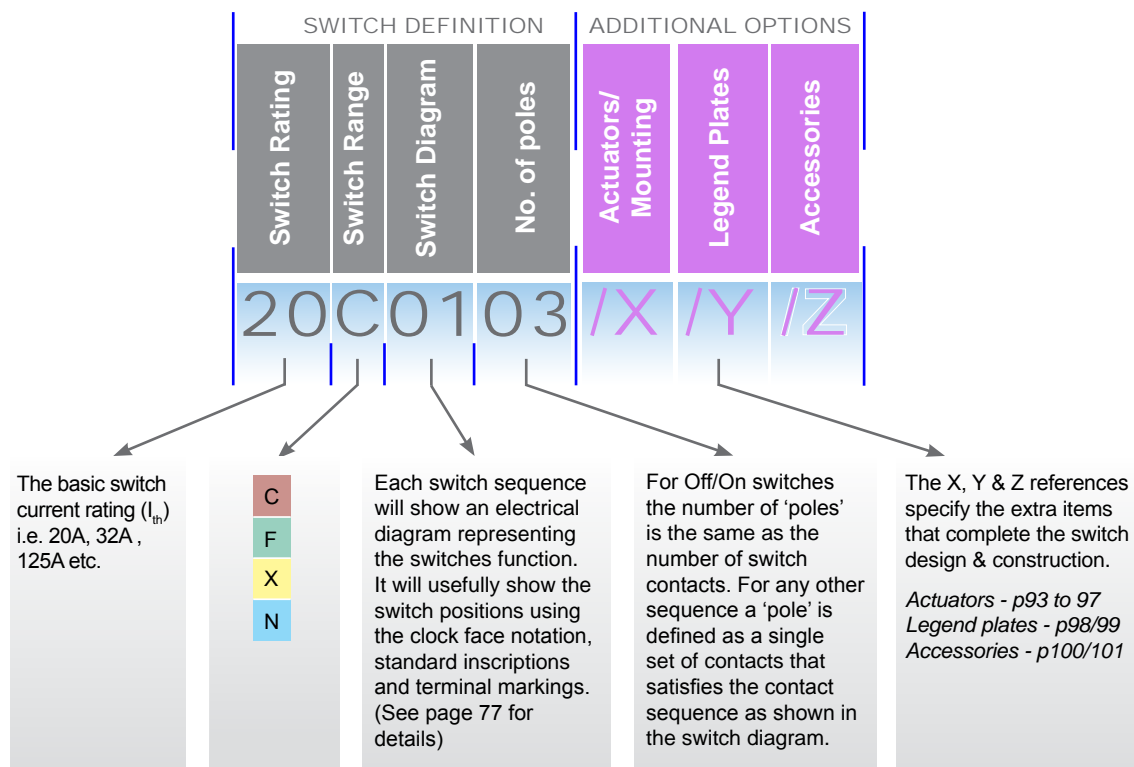 SWITCH DEFINITION
ADDITIONAL OPTIONS
Switch Rating
Switch Range
Switch Diagram
No. of poles
Actuators/
Mounting
Legend Plates
Accessories
20C0103/X/Y/Z
The basic switch
current rating (Ith)
i.e. 20A, 32A ,
125A etc.
C
F
X
N
Each switch sequence
will show an electrical
diagram representing
the switches function.
It will usefully show the
switch positions using
the clock face notation,
standard inscriptions
and terminal markings.
(See page 77 for
details)
For Off/On switches
the number of ‘poles’
is the same as the
number of switch
contacts. For any other
sequence a ‘pole’ is
defined as a single
set of contacts that
satisfies the contact
sequence as shown in
the switch diagram.
The X, Y & Z references
specify the extra items
that complete the switch
design & construction.
Actuators - p93 to 97
Legend plates - p98/99
Accessories - p100/101